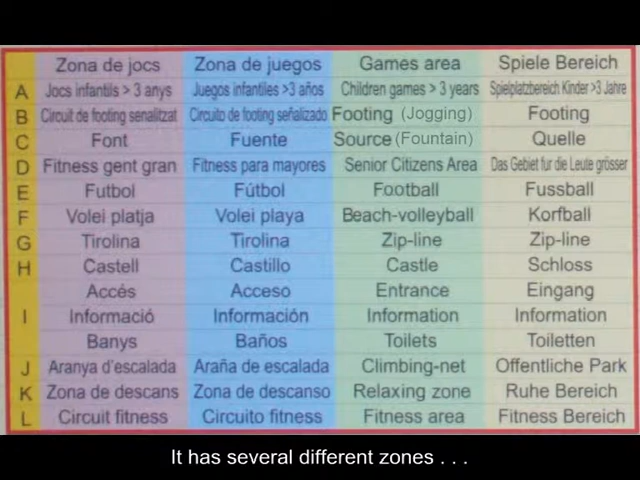 Zona de jocs Zona de juegos Games area Spiele Bereich
A Jocs infantils > 3 anys Juegos infantiles >3 años Children games > 3 years Spielplatzbereich Kinder >3 Jahre
B Circuit de footing senalitzat Circuito de footing señalizado Footing (Jogging) Footing
C Font Fuente Source (Fountain) Quelle
D Fitness gent gran Fitness para mayores Senior Citizens Area Das Gebiet fur die Leute grösser
E Futbol Fútbol Football Fussball
F Volei platja Volei playa Beach-volleyball Korfball
G Tirolina Tirolina Zip-line Zip-line
H Castell Castillo Castle Schloss
Accés Acceso Entrance Eingang
I Informació Información Information Information
Banys Baños Toilets Toiletten
J Aranya d'escalada Araña de escalada Climbing-net Offentliche Park
K Zona de descans Zona de descanso Relaxing zone Ruhe Bereich
L Circuit fitness Circuito fitness Fitness area Fitness Bereich
It has several different zones . . .